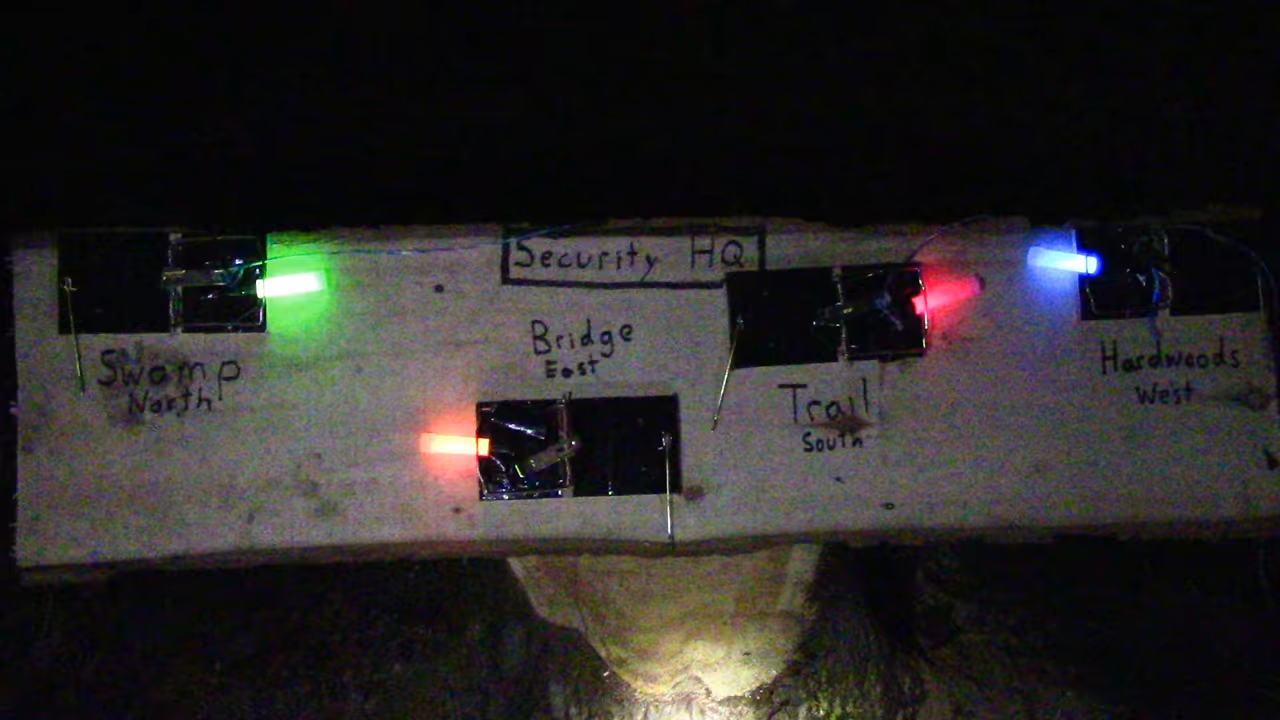 Security HQ
Swamp
North
Bridge
East
Trail
South
Hardwoods
West